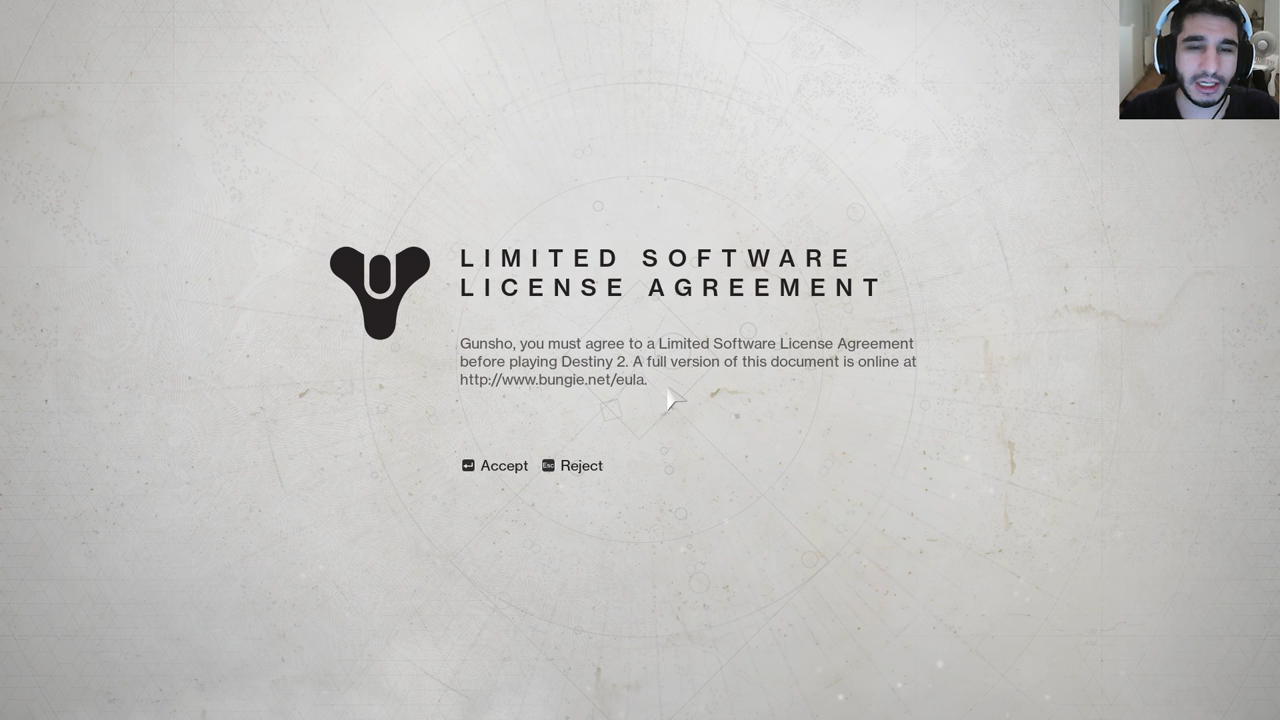 LIMITED SOFTWARE
LICENSE AGREEMENT
Gunsho, you must agree to a Limited Software License Agreement
before playing Destiny 2. A full version of this document is online at
http://www.bungie.net/eula.
Accept Esc Reject